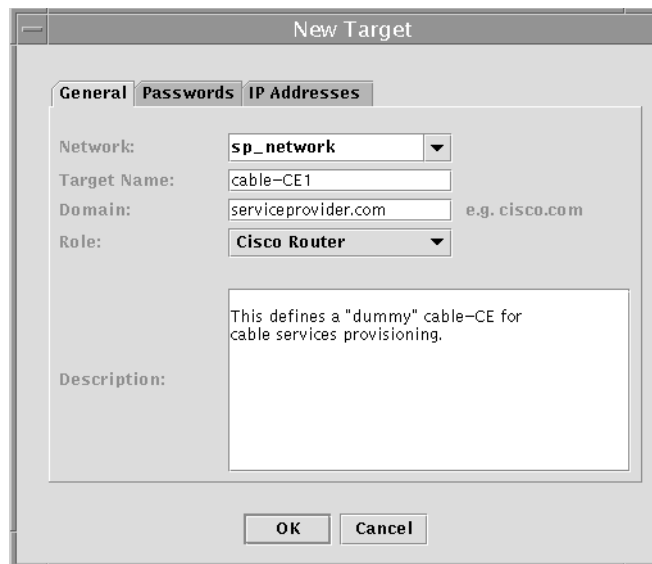 New Target
General Passwords IP Addresses
Network: sp_network
Target Name: cable-CE1
Domain: serviceprovider.com e.g. cisco.com
Role: Cisco Router
This defines a "dummy" cable-CE for
cable services provisioning.
Description:
OK Cancel